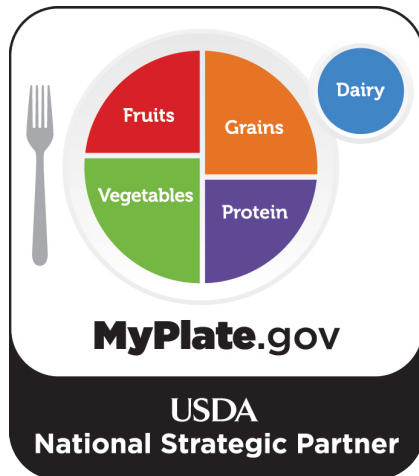 Fruits
Grains
Dairy
Vegetables
Protein
MyPlate.gov
USDA
National Strategic Partner